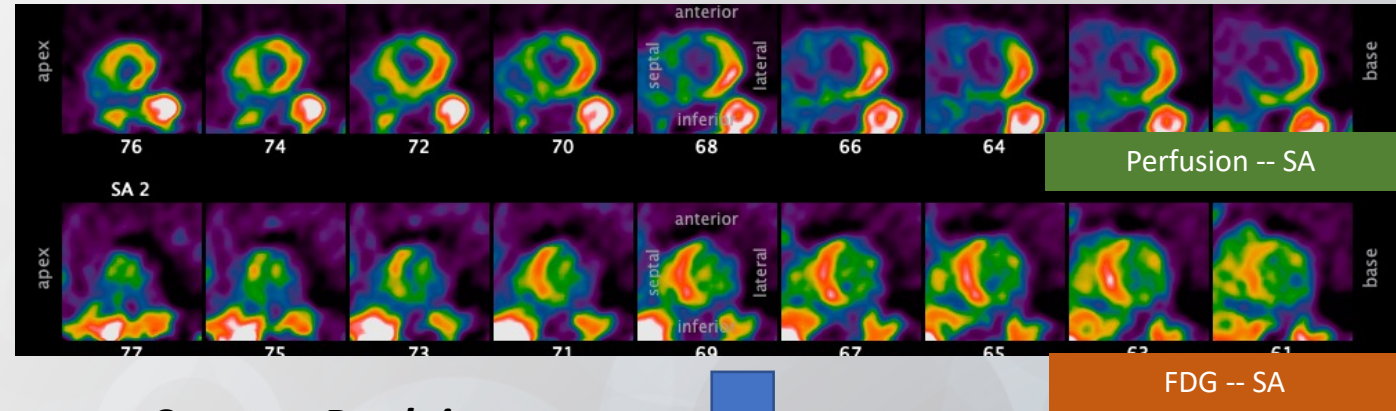 anterior
apex
septal
lateral
base
inferior
76 74 72 70 68 66 64
Perfusion -- SA
SA 2
anterior
apex
septal
lateral
base
inferior
77 75 73 71 69 67 65 63 61
FDG -- SA